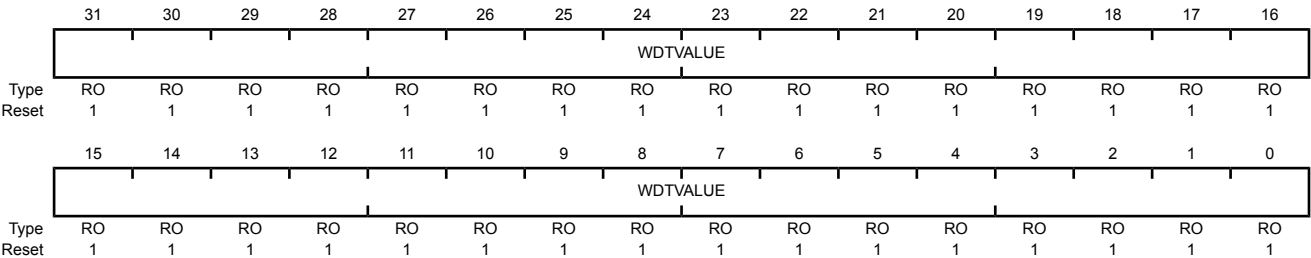 31 30 29 28 27 26 25 24 23 22 21 20 19 18 17 16
WDTVALUE
Type RO RO RO RO RO RO RO RO RO RO RO RO RO RO RO RO
Reset 1 1 1 1 1 1 1 1 1 1 1 1 1 1 1 1
15 14 13 12 11 10 9 8 7 6 5 4 3 2 1 0
WDTVALUE
Type RO RO RO RO RO RO RO RO RO RO RO RO RO RO RO RO
Reset 1 1 1 1 1 1 1 1 1 1 1 1 1 1 1 1